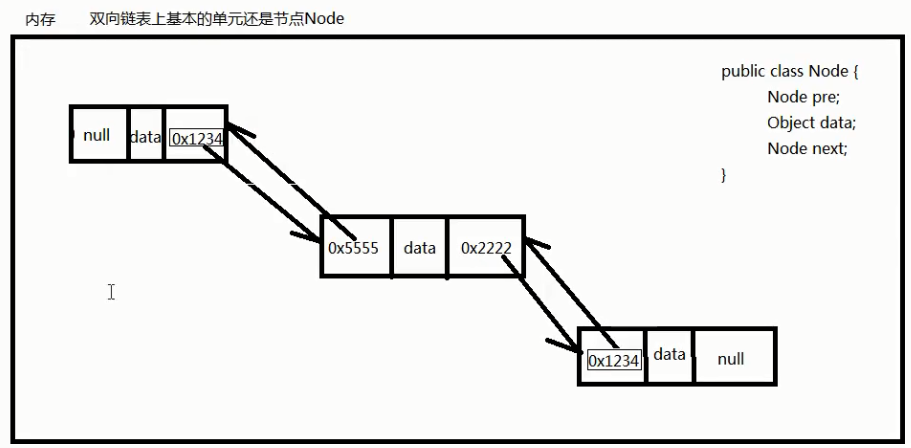 内存 双向链表上基本的单元还是节点Node
public class Node {
Node pre;
Object data;
Node next;
}
null data 0x1234
0x5555 data 0x2222
0x1234 data null